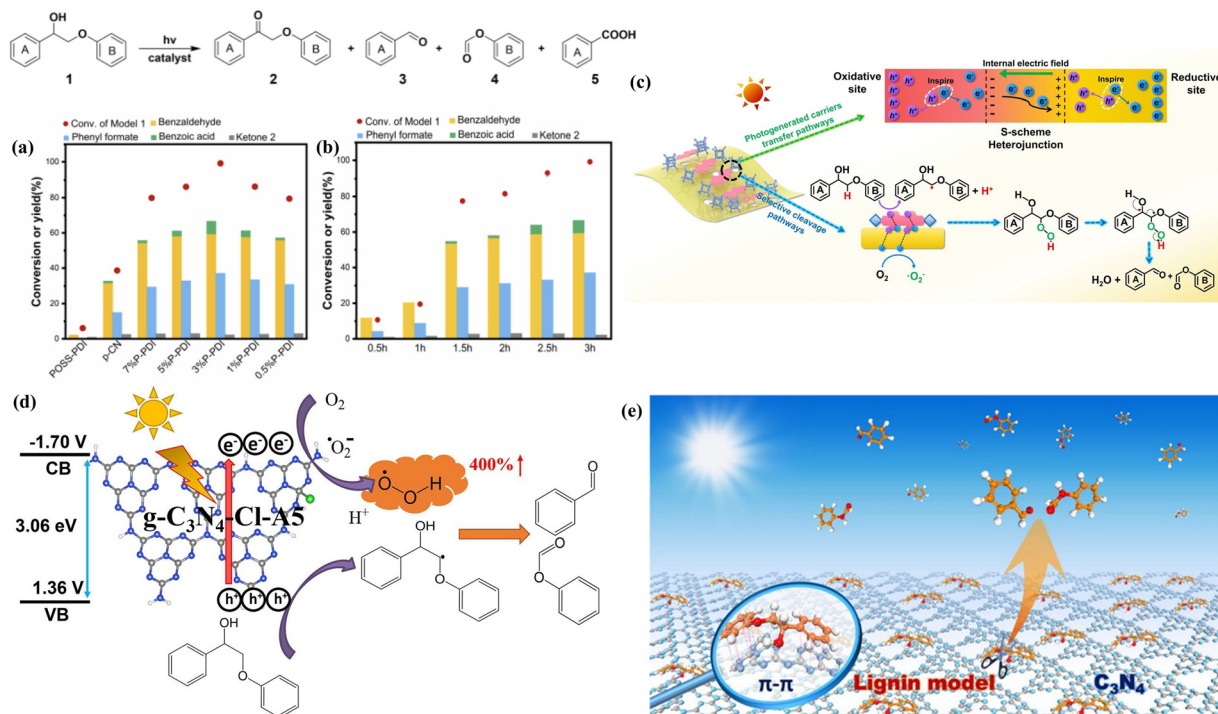 OH
A
O
B
1
hv
catalyst
O
A
O
B
2
+
A
O
3
+
O
O
B
4
+
COOH
A
5
(a)
Conv. of Model 1
Benzaldehyde
Phenyl formate
Benzoic acid
Ketone 2
Conversion or yield(%)
100
80
60
40
20
0
POSS-PDI
p-CN
7%P-PDI
5%P-PDI
3%P-PDI
1%P-PDI
0.5%P-PDI
(b)
Conv. of Model 1
Benzaldehyde
Phenyl formate
Benzoic acid
Ketone 2
Conversion or yield(%)
100
80
60
40
20
0
0.5h
1h
1.5h
2h
2.5h
3h
(c)
Oxidative
site
Internal electric field
Reductive
site
h+ h+ h+ h+ h+
Inspire
h+ e-
Inspire
h+ e-
S-scheme
Heterojunction
Photogenerated carriers
transfer pathways
Selective cleavage
pathways
OH
A
O
B
H
OH
A
O
B
+ H+
O2
·O2-
HO
A
O
B
O
O
H
HO
A
O
B
O
O
H
H2O + A O + O O B
(d)
-1.70 V
CB
3.06 eV
1.36 V
VB
e- e- e-
g-C3N4-Cl-A5
h+ h+ h+
O2
·O2-
H+
O O H
400%↑
OH
O
OH
O
O
O
O
(e)
π-π
Lignin model
C3N4